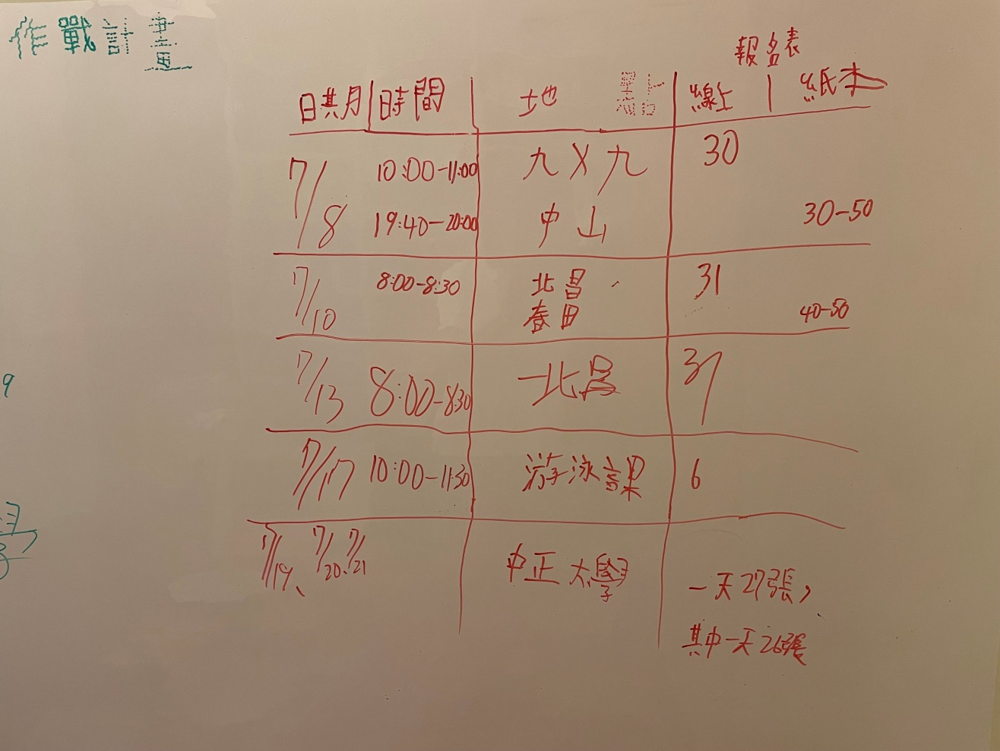 作戰計畫
報名表
日期 時間 地 點 線上 | 紙本
7/8 10:00-11:00 九乂九 30
19:40-20:00 中山 30-50
7/10 8:00-8:30 北昌 31
春田 40-50
7/13 8:00-8:30 北昌
7/17 10:00-11:30 游泳課 6
7/19、7/20、7/21 中正大學 一天27張,
其中一天26張
9